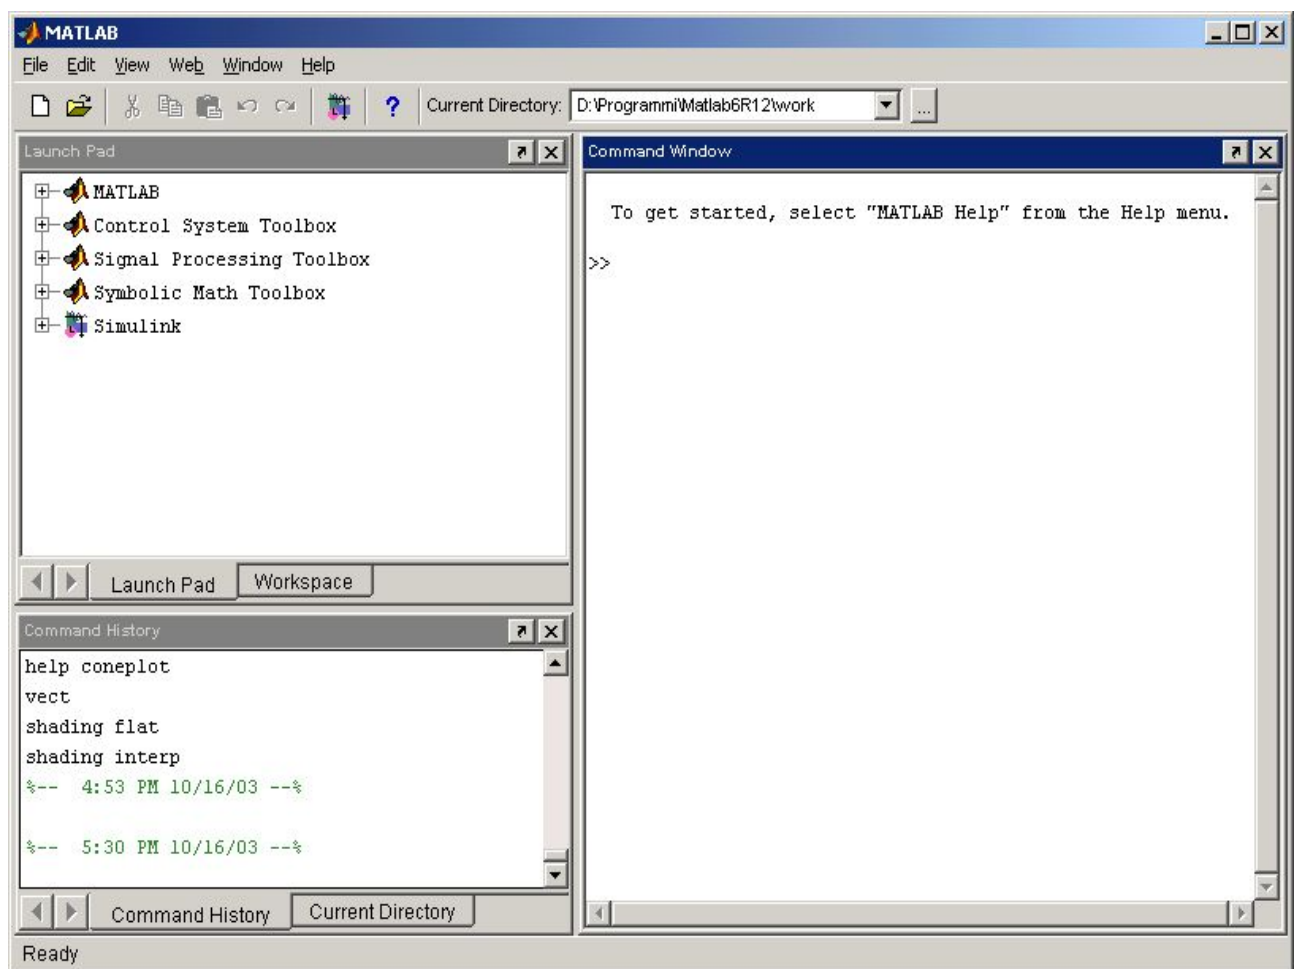 MATLAB
File Edit View Web Window Help
Current Directory: D:\Programmi\Matlab6R12\work ...
Launch Pad
MATLAB
Control System Toolbox
Signal Processing Toolbox
Symbolic Math Toolbox
Simulink
Launch Pad Workspace
Command History
help coneplot
vect
shading flat
shading interp
%-- 4:53 PM 10/16/03 --%
%-- 5:30 PM 10/16/03 --%
Command History Current Directory
Command Window
To get started, select "MATLAB Help" from the Help menu.
>>
Ready